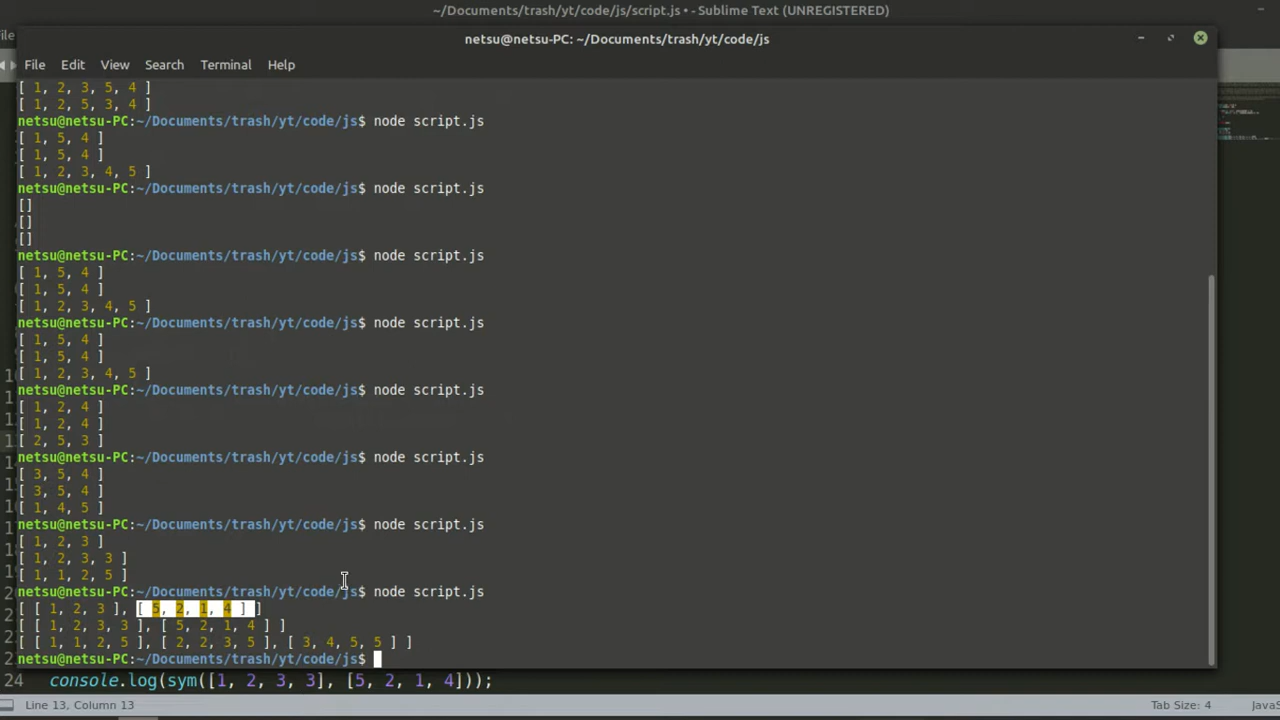 ~/Documents/trash/yt/code/js/script.js • - Sublime Text (UNREGISTERED)
netsu@netsu-PC: ~/Documents/trash/yt/code/js
File Edit View Search Terminal Help
[ 1, 2, 3, 5, 4 ]
[ 1, 2, 5, 3, 4 ]
netsu@netsu-PC:~/Documents/trash/yt/code/js$ node script.js
[ 1, 5, 4 ]
[ 1, 5, 4 ]
[ 1, 2, 3, 4, 5 ]
netsu@netsu-PC:~/Documents/trash/yt/code/js$ node script.js
[]
[]
[]
netsu@netsu-PC:~/Documents/trash/yt/code/js$ node script.js
[ 1, 5, 4 ]
[ 1, 5, 4 ]
[ 1, 2, 3, 4, 5 ]
netsu@netsu-PC:~/Documents/trash/yt/code/js$ node script.js
[ 1, 5, 4 ]
[ 1, 5, 4 ]
[ 1, 2, 3, 4, 5 ]
netsu@netsu-PC:~/Documents/trash/yt/code/js$ node script.js
[ 1, 2, 4 ]
[ 1, 2, 4 ]
[ 2, 5, 3 ]
netsu@netsu-PC:~/Documents/trash/yt/code/js$ node script.js
[ 3, 5, 4 ]
[ 3, 5, 4 ]
[ 1, 4, 5 ]
netsu@netsu-PC:~/Documents/trash/yt/code/js$ node script.js
[ 1, 2, 3 ]
[ 1, 2, 3, 3 ]
[ 1, 1, 2, 5 ]
netsu@netsu-PC:~/Documents/trash/yt/code/js$ node script.js
[ [ 1, 2, 3 ], [ 5, 2, 1, 4 ] ]
[ [ 1, 2, 3, 3 ], [ 5, 2, 1, 4 ] ]
[ [ 1, 1, 2, 5 ], [ 2, 2, 3, 5 ], [ 3, 4, 5, 5 ] ]
netsu@netsu-PC:~/Documents/trash/yt/code/js$
24 console.log(sym([1, 2, 3, 3], [5, 2, 1, 4]));
Line 13, Column 13 Tab Size: 4 JavaS